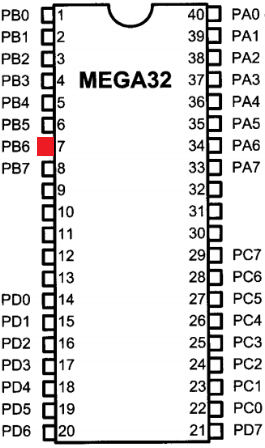 PB0 1 40 PA0
PB1 2 39 PA1
PB2 3 38 PA2
PB3 4 MEGA32 37 PA3
PB4 5 36 PA4
PB5 6 35 PA5
PB6 7 34 PA6
PB7 8 33 PA7
9 32
10 31
11 30
12 29 PC7
13 28 PC6
PD0 14 27 PC5
PD1 15 26 PC4
PD2 16 25 PC3
PD3 17 24 PC2
PD4 18 23 PC1
PD5 19 22 PC0
PD6 20 21 PD7